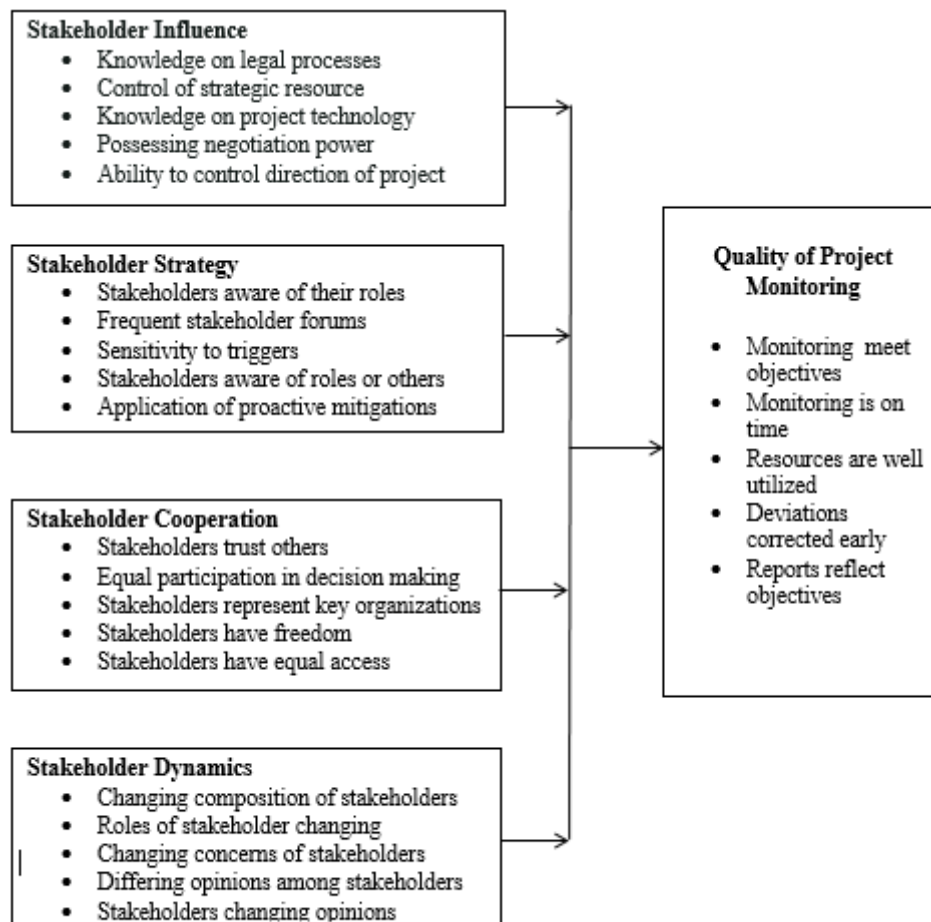 Stakeholder Influence
• Knowledge on legal processes
• Control of strategic resource
• Knowledge on project technology
• Possessing negotiation power
• Ability to control direction of project
Stakeholder Strategy
• Stakeholders aware of their roles
• Frequent stakeholder forums
• Sensitivity to triggers
• Stakeholders aware of roles or others
• Application of proactive mitigations
Stakeholder Cooperation
• Stakeholders trust others
• Equal participation in decision making
• Stakeholders represent key organizations
• Stakeholders have freedom
• Stakeholders have equal access
Stakeholder Dynamics
• Changing composition of stakeholders
• Roles of stakeholder changing
• Changing concerns of stakeholders
• Differing opinions among stakeholders
• Stakeholders changing opinions
Quality of Project
Monitoring
• Monitoring meet
objectives
• Monitoring is on
time
• Resources are well
utilized
• Deviations
corrected early
• Reports reflect
objectives